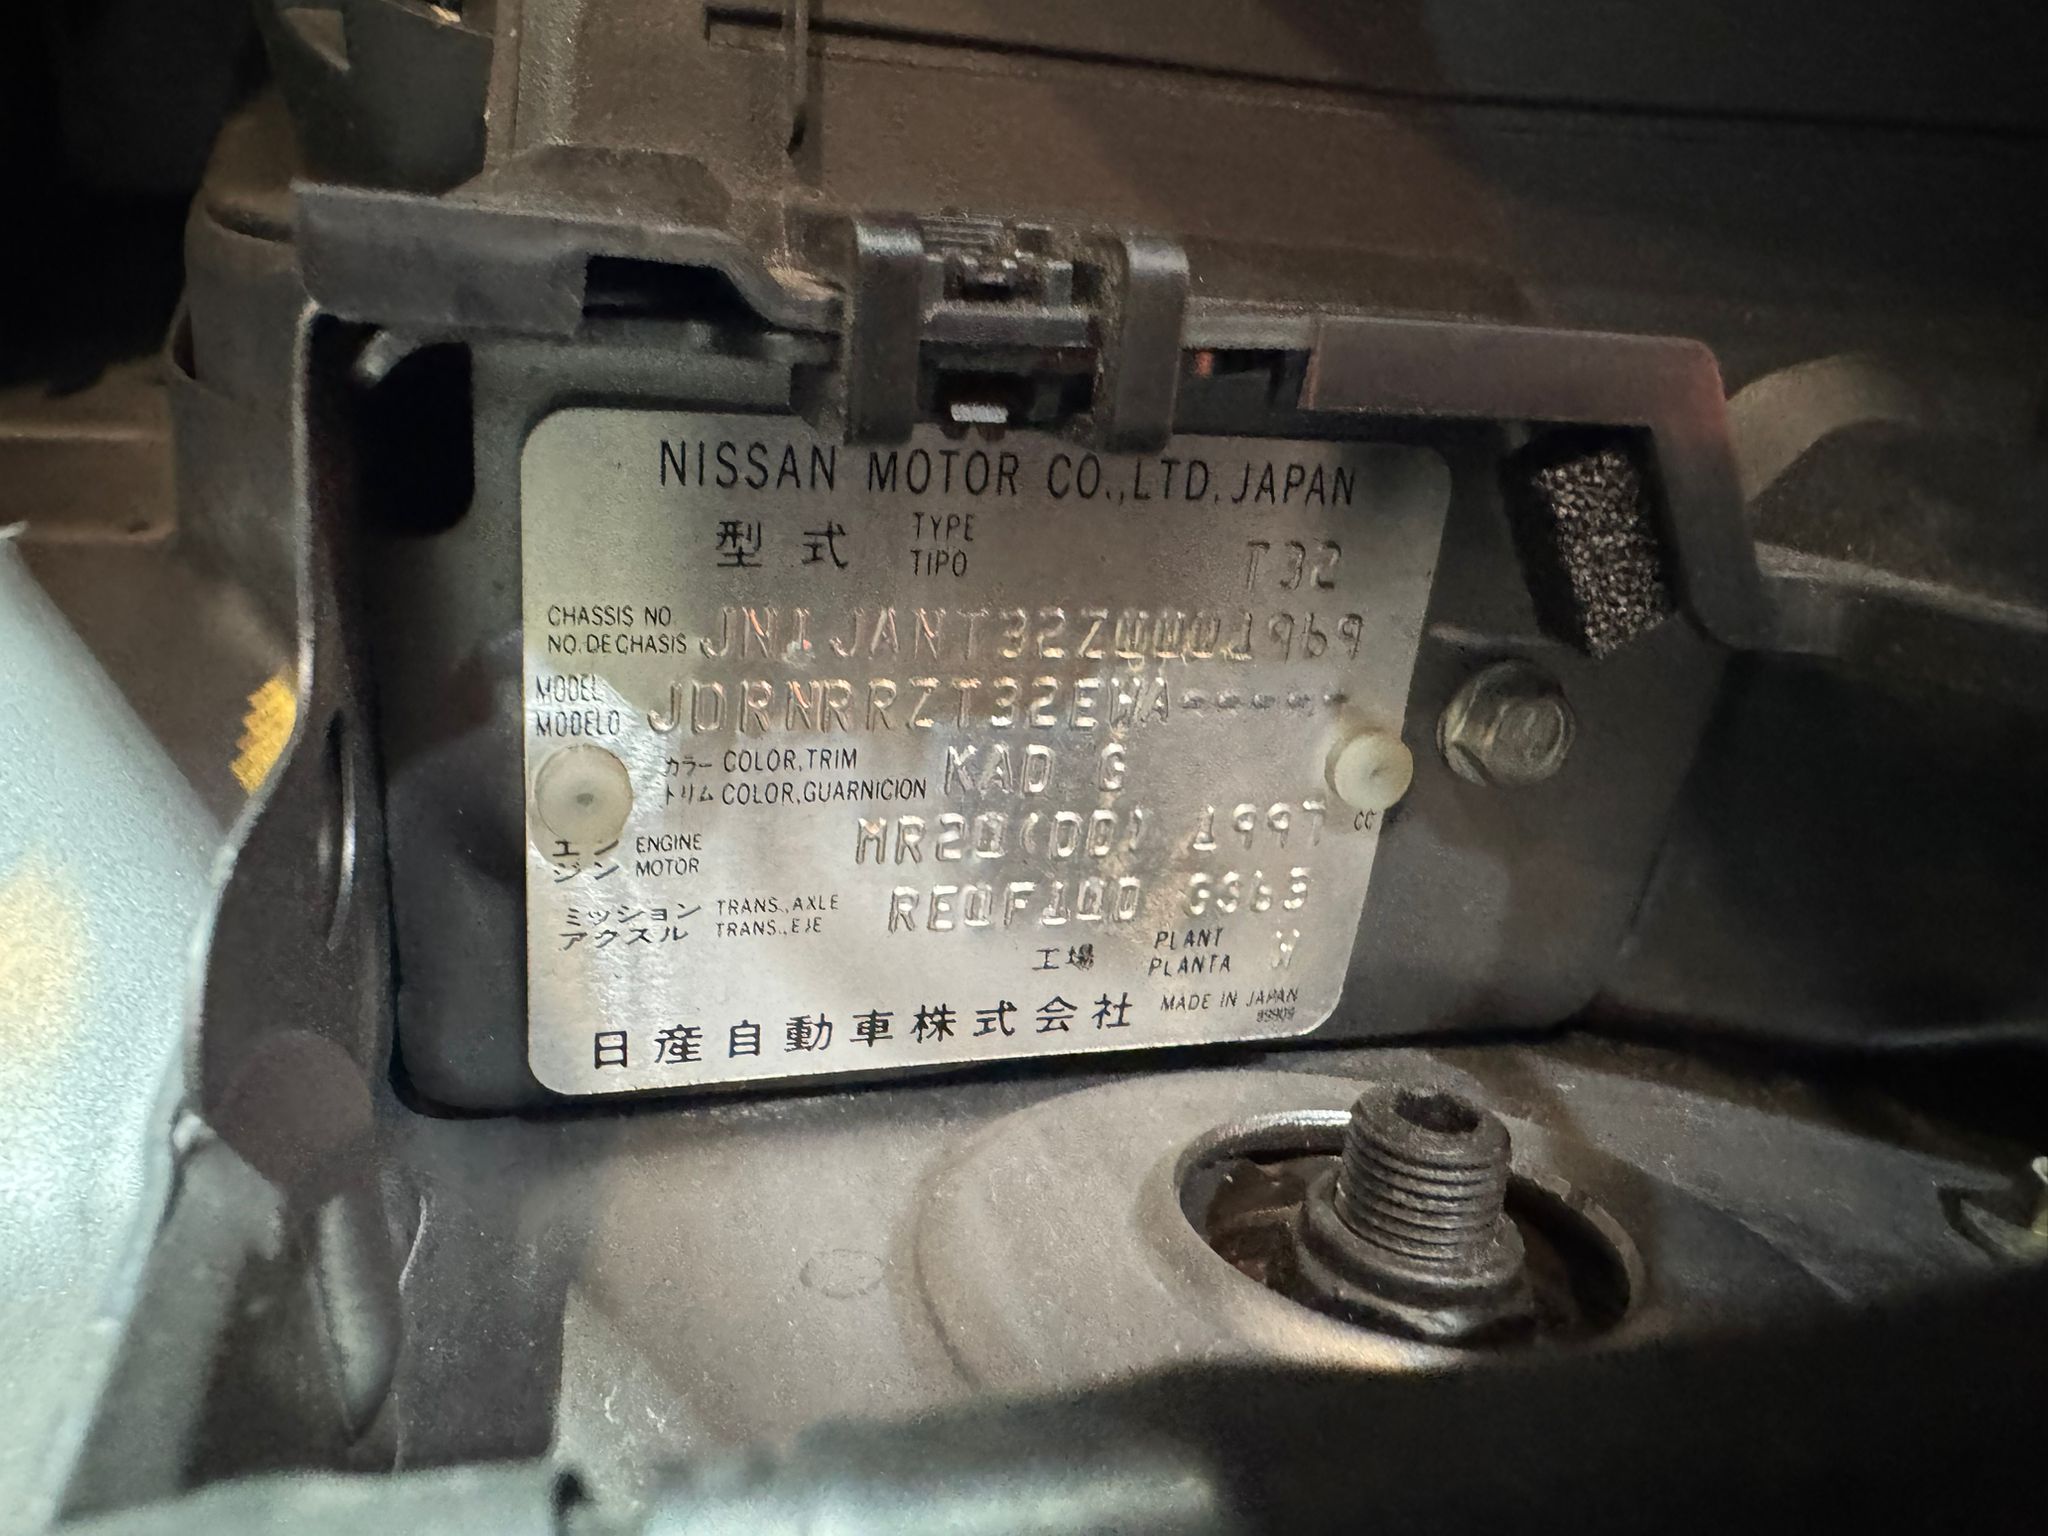 NISSAN MOTOR CO.,LTD.JAPAN
型式 TYPE TIPO T32
CHASSIS NO. JN1JANT32Z0001969
NO.DE CHASIS
MODEL JDRNRRZT32EWA-----
MODELO
カラー COLOR,TRIM KAD G
トリム COLOR,GUARNICION
エン ENGINE MR20(DD) 1997 CC
ジン MOTOR
ミッション TRANS.,AXLE RE0F10D
アクスル TRANS.,EJE
工場 PLANT W
PLANTA
MADE IN JAPAN
日産自動車株式会社